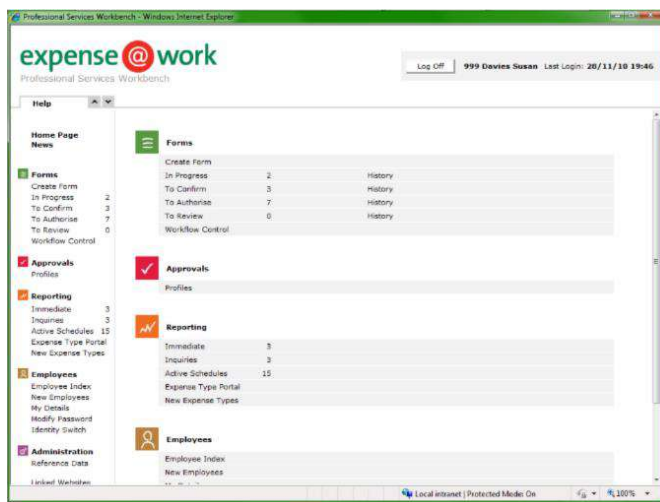 Professional Services Workbench - Windows Internet Explorer
expense@work
Professional Services Workbench
Log Off 999 Davies Susan Last Login: 20/11/10 19:46
Help
Home Page
News
Forms
Create Form
In Progress 2
To Confirm 3
To Authorise 7
To Review 0
Workflow Control
Approvals
Profiles
Reporting
Immediate 3
Inquiries 3
Active Schedules 15
Expense Type Portal
New Expense Types
Employees
Employee Index
New Employees
My Details
Modify Password
Identity Switch
Administration
Reference Data
Linked Websites
Forms
Create Form
In Progress 2 History
To Confirm 3 History
To Authorise 7 History
To Review 0 History
Workflow Control
Approvals
Profiles
Reporting
Immediate 3
Inquiries 3
Active Schedules 15
Expense Type Portal
New Expense Types
Employees
Employee Index
New Employees
Local intranet | Protected Mode: On 100%